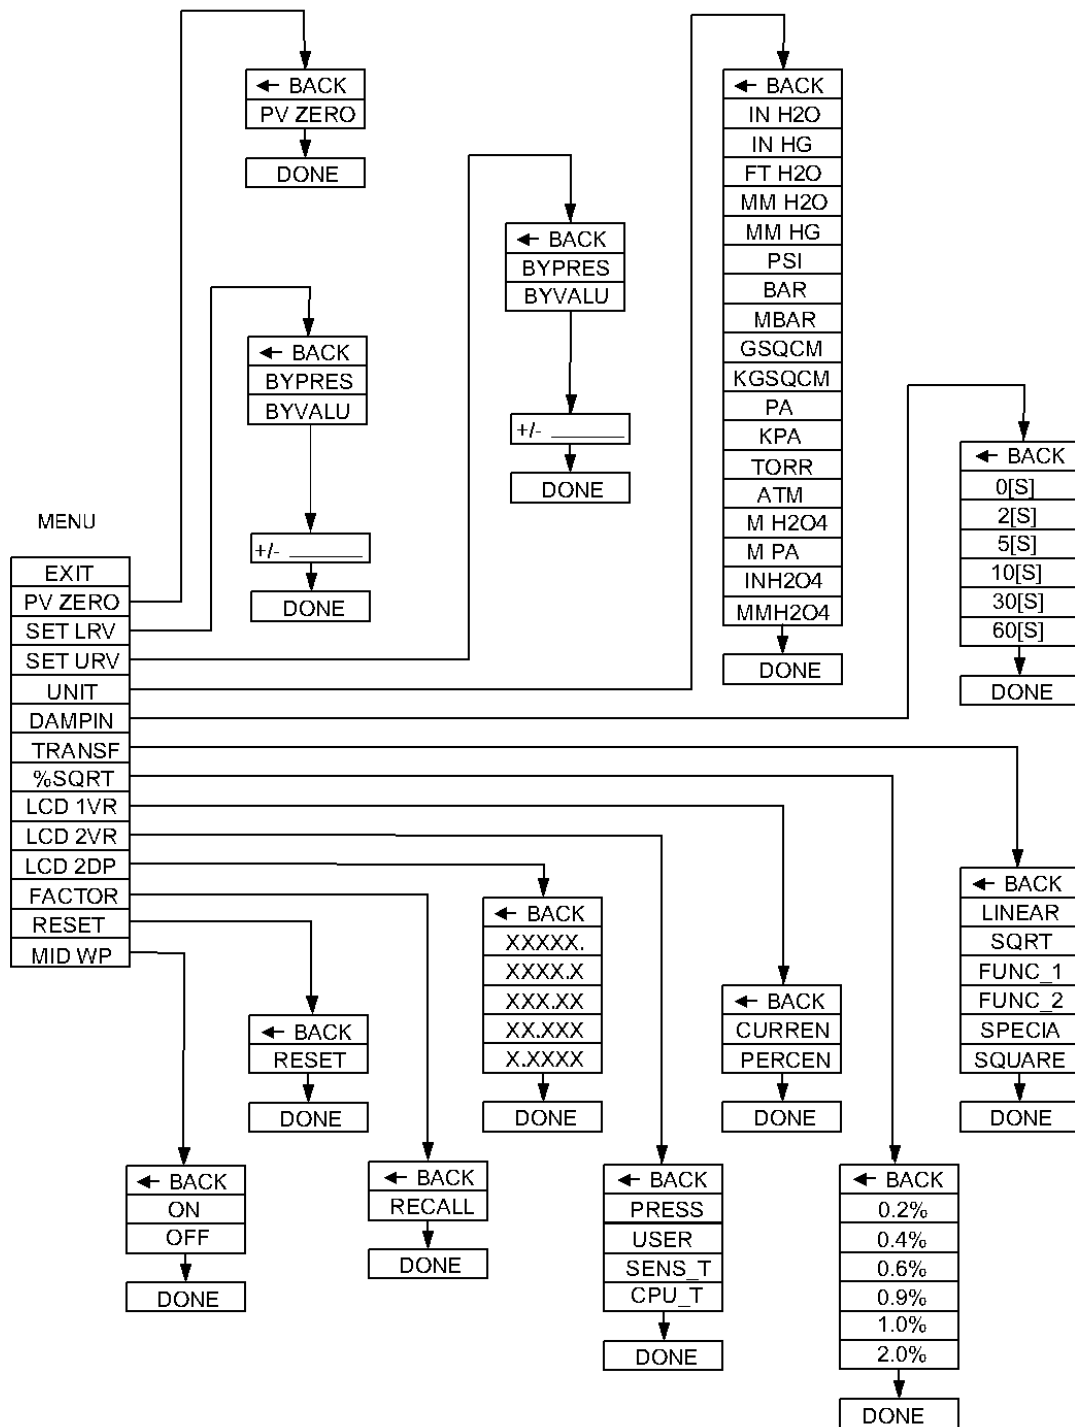 ← BACK
PV ZERO
DONE
← BACK
BYPRES
BYVALU
+/- _______
DONE
← BACK
BYPRES
BYVALU
+/- _______
DONE
← BACK
IN H2O
IN HG
FT H2O
MM H2O
MM HG
PSI
BAR
MBAR
GSQCM
KGSQCM
PA
KPA
TORR
ATM
M H2O4
M PA
INH2O4
MMH2O4
DONE
← BACK
0[S]
2[S]
5[S]
10[S]
30[S]
60[S]
DONE
MENU
EXIT
PV ZERO
SET LRV
SET URV
UNIT
DAMPIN
TRANSF
%SQRT
LCD 1VR
LCD 2VR
LCD 2DP
FACTOR
RESET
MID WP
← BACK
ON
OFF
DONE
← BACK
RESET
DONE
← BACK
RECALL
DONE
← BACK
XXXXX.
XXXX.X
XXX.XX
XX.XXX
X.XXXX
DONE
← BACK
PRESS
USER
SENS_T
CPU_T
DONE
← BACK
CURREN
PERCEN
DONE
← BACK
0.2%
0.4%
0.6%
0.9%
1.0%
2.0%
DONE
← BACK
LINEAR
SQRT
FUNC_1
FUNC_2
SPECIA
SQUARE
DONE